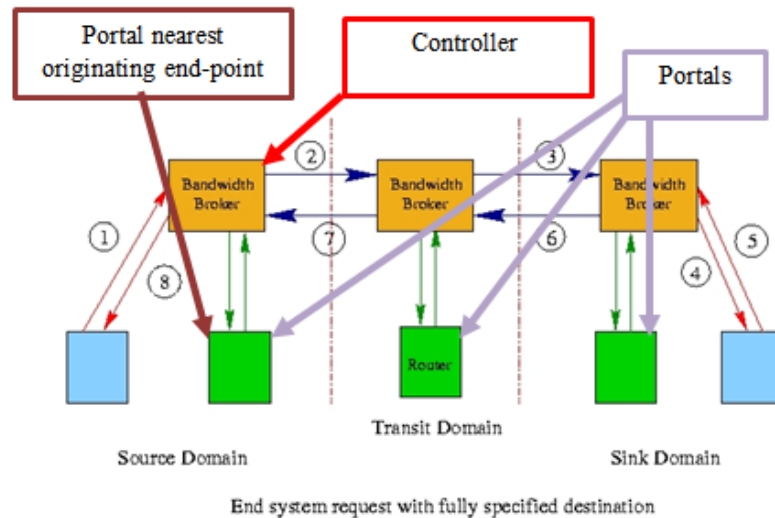 Portal nearest
originating end-point
Controller
Portals
2
3
Bandwidth
Broker
Bandwidth
Broker
Bandwidth
Broker
1
7
6
5
8
4
Router
Transit Domain
Source Domain
Sink Domain
End system request with fully specified destination